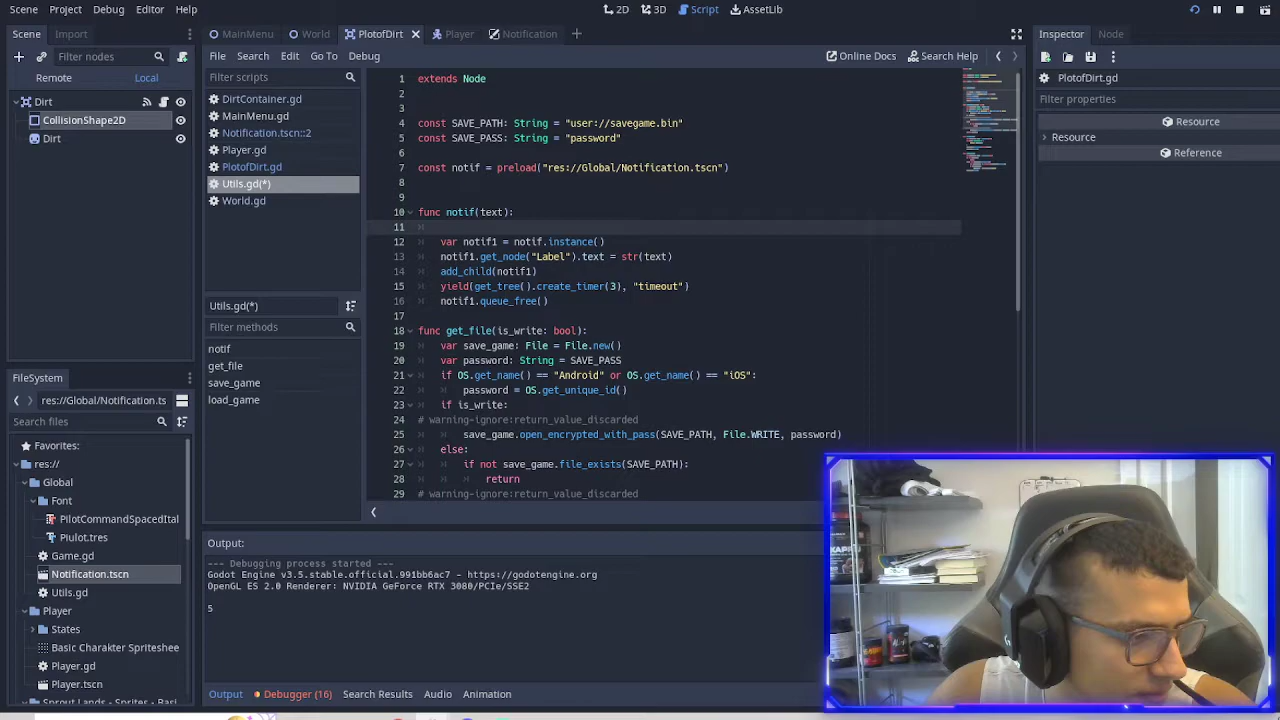 Scene Project Debug Editor Help
2D 3D Script AssetLib
Scene Import
MainMenu World PlotofDirt Player Notification
Inspector Node
Filter nodes
File Search Edit Go To Debug
Online Docs Search Help
Remote Local
Filter scripts
PlotofDirt.gd
Filter properties
Dirt
CollisionShape2D
Dirt
DirtContainer.gd
MainMenu.gd
Player.gd
PlotofDirt.
Utils.gd(*)
World.gd
Resource
Resource
Reference
1 extends Node
2
3
4 const SAVE_PATH: String "user://savegame.bin"
5 const SAVE_PASS: String "password"
6
7 const notif = preload //Global/Notification.tscn")
8
9
10 func notif(text):
11
12 var notif1 = notif.instance()
13 notif1.get_node("Label").text = str(text)
14 add_child(notif1)
15 yield(get_tree().create_timer(3), "timeout")
16 notif1.queue_free()
17
18 func get_file(is_write: bool):
19 var save_game: File = File.new()
20 var password: String = SAVE_PASS
21 if OS.get_name() == "Android" or OS.get_name() == "iOS":
22 password = OS.get_unique_id()
23 if is_write:
24 # warning-ignore:return_value_discarded
25 save_game.open_encrypted_with_pass(SAVE_PATH, File.WRITE, password)
26 else:
27 if not save_game.file_exists(SAVE_PATH):
28 return
29 # warning-ignore:return_value_discarded
Utils.gd(*)
Filter methods
notif
get_file
save_game
load_game
FileSystem
res://Global/Notification.ts
Search files
Favorites:
res://
Global
Font
PilotCommandSpacedItal
Piulot.tres
Game.gd
Notification.tscn
Utils.gd
Player
States
Basic Charakter Spriteshee
Player.gd
Player.tscn
Sprout Lands - Sprites - Basi
Output:
--- Debugging process started ---
Godot Engine v3.5.stable.official.991bb6ac7 - https://godotengine.org
OpenGL ES 2.0 Renderer: NVIDIA GeForce RTX 3080/PCIe/SSE2
5
Output Debugger (16) Search Results Audio Animation